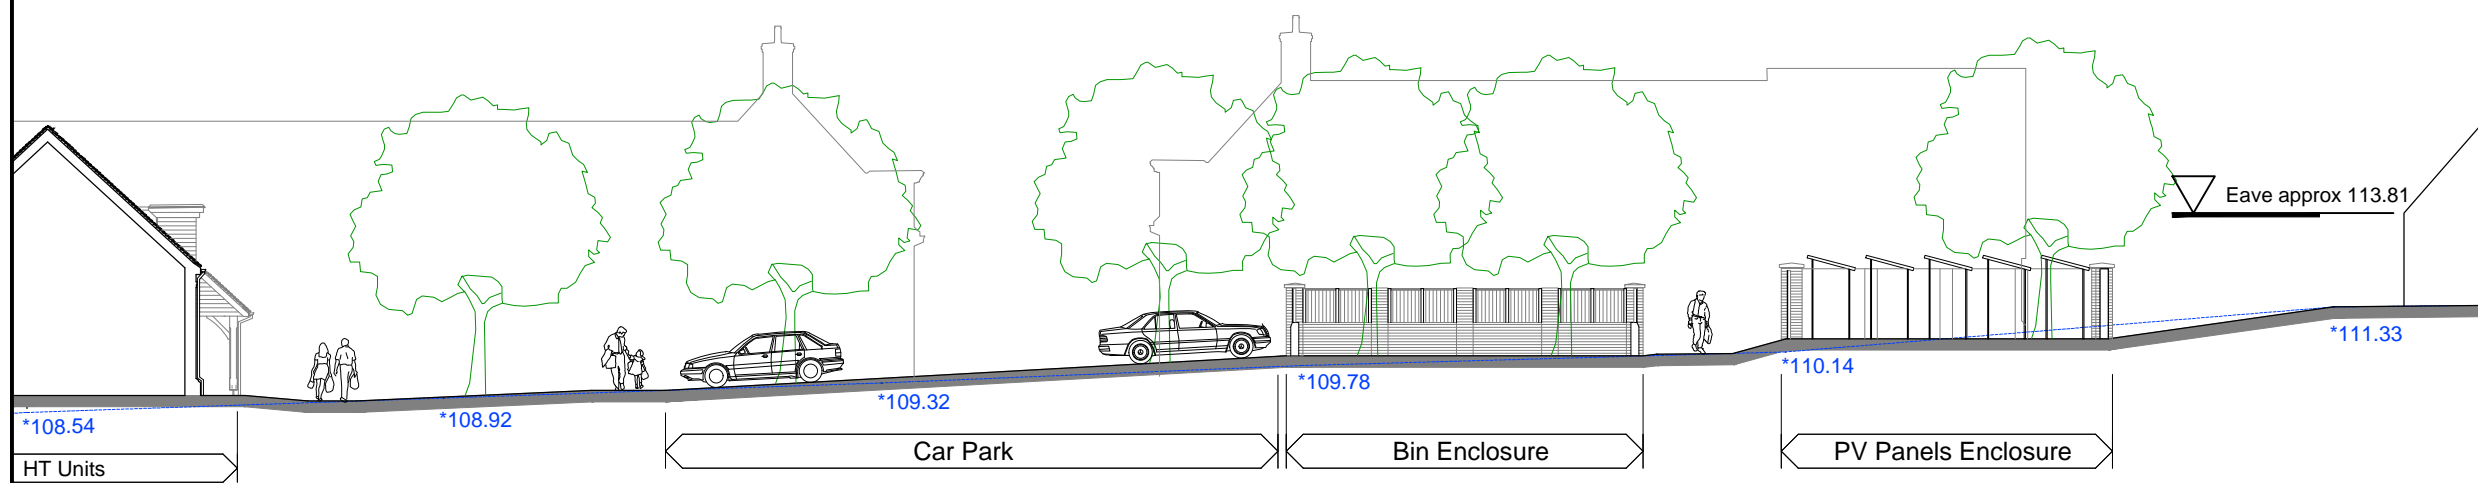 Eave approx 113.81
*111.33
*110.14
*109.78
*109.32
*108.92
*108.54
Car Park
Bin Enclosure
PV Panels Enclosure
HT Units